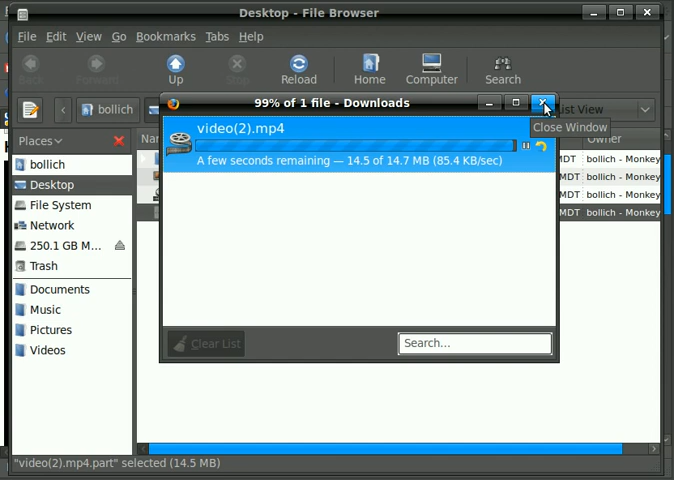 Desktop - File Browser
File Edit View Go Bookmarks Tabs Help
Back Forward Up Stop Reload Home Computer Search
bollich
List View
99% of 1 file - Downloads
Close Window
Places
Owner
video(2).mp4
A few seconds remaining — 14.5 of 14.7 MB (85.4 KB/sec)
bollich
MDT bollich - Monkey
Desktop
MDT bollich - Monkey
File System
MDT bollich - Monkey
Network
MDT bollich - Monkey
250.1 GB M...
Trash
Documents
Music
Pictures
Videos
Clear List
Search...
"video(2).mp4.part" selected (14.5 MB)